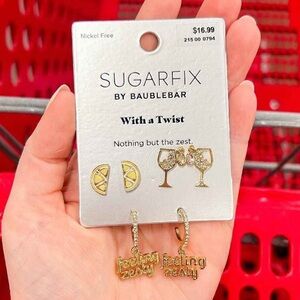 Nickel Free
$16.99
215 00 0794
SUGARFIX
BY BAUBLEBAR
With a Twist
Nothing but the zest.
feeling feeling
zesty zesty